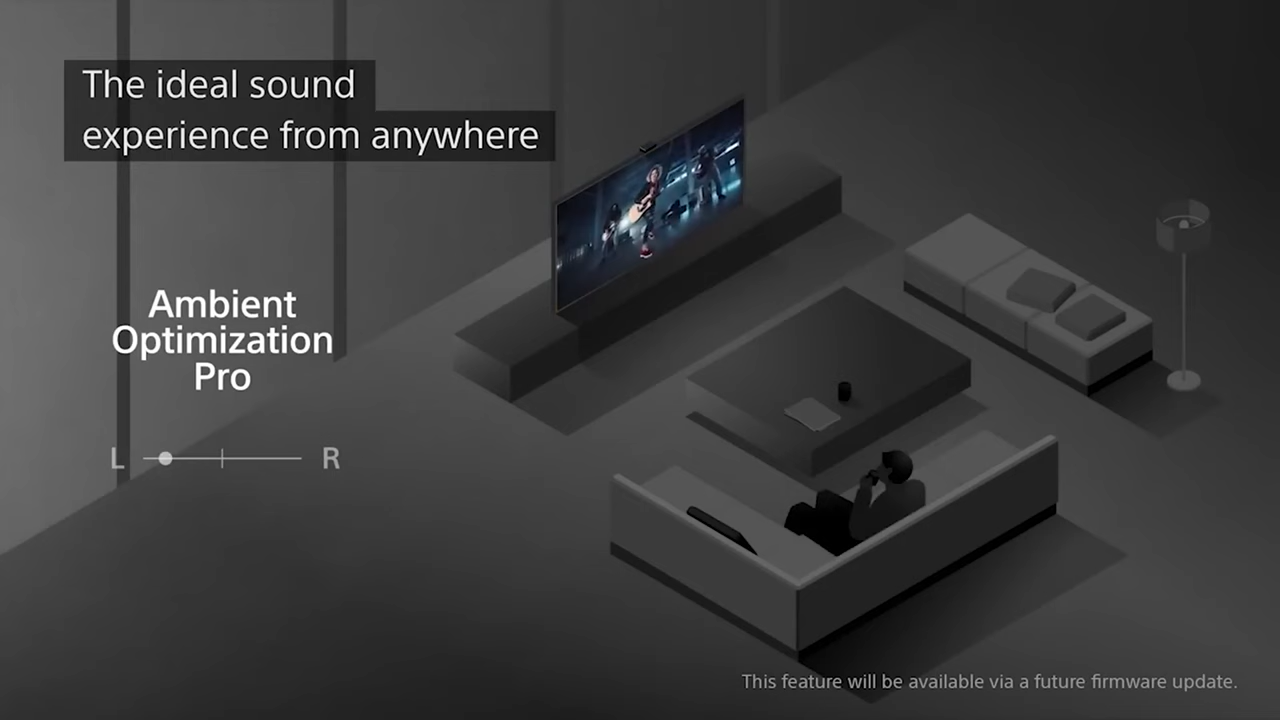 The ideal sound
experience from anywhere
Ambient
Optimization
Pro
L R
This feature will be available via a future firmware update.